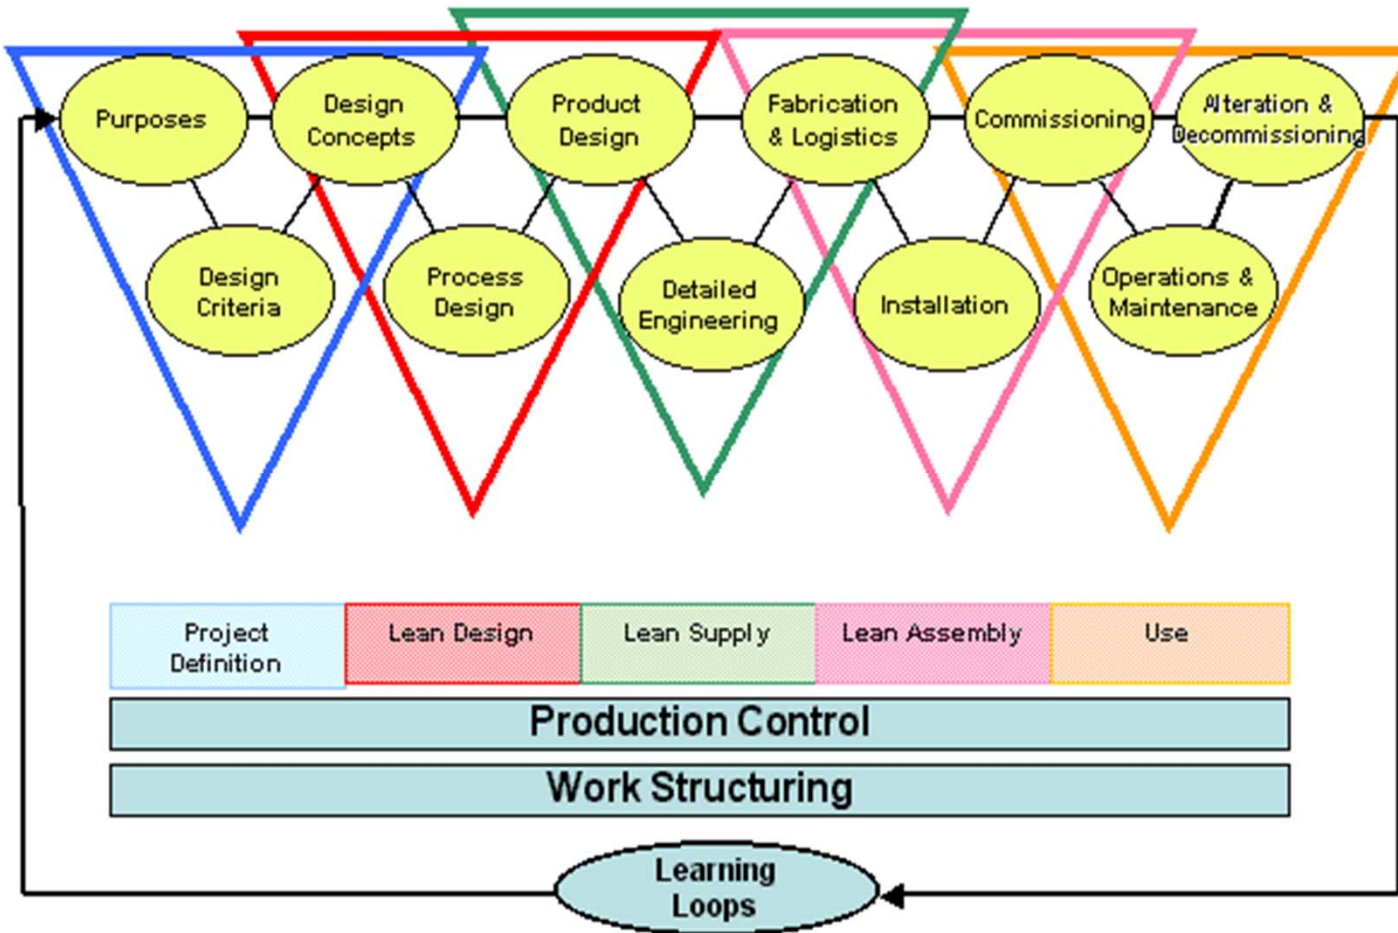 Purposes
Design
Concepts
Product
Design
Fabrication
& Logistics
Commissioning
Alteration &
Decommissioning
Design
Criteria
Process
Design
Detailed
Engineering
Installation
Operations &
Maintenance
Project
Definition
Lean Design
Lean Supply
Lean Assembly
Use
Production Control
Work Structuring
Learning
Loops